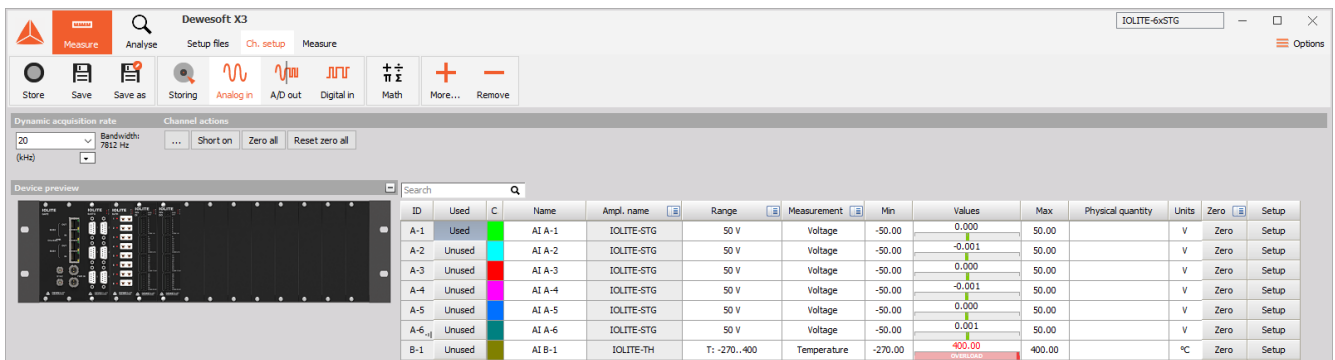 Dewesoft X3
IOLITE-6xSTG
Measure Analyse Setup files Ch. setup Measure Options
Store Save Save as Storing Analog in A/D out Digital in Math More... Remove
Dynamic acquisition rate Channel actions
20 Bandwidth: 7812 Hz ... Short on Zero all Reset zero all
(kHz)
Device preview Search
ID Used C Name Ampl. name Range Measurement Min Values Max Physical quantity Units Zero Setup
A-1 Used AI A-1 IOLITE-STG 50 V Voltage -50.00 0.000 50.00 V Zero Setup
A-2 Unused AI A-2 IOLITE-STG 50 V Voltage -50.00 -0.001 50.00 V Zero Setup
A-3 Unused AI A-3 IOLITE-STG 50 V Voltage -50.00 0.000 50.00 V Zero Setup
A-4 Unused AI A-4 IOLITE-STG 50 V Voltage -50.00 -0.001 50.00 V Zero Setup
A-5 Unused AI A-5 IOLITE-STG 50 V Voltage -50.00 0.000 50.00 V Zero Setup
A-6 Unused AI A-6 IOLITE-STG 50 V Voltage -50.00 0.001 50.00 V Zero Setup
B-1 Unused AI B-1 IOLITE-TH T: -270..400 Temperature -270.00 400.00 OVERLOAD 400.00 °C Zero Setup